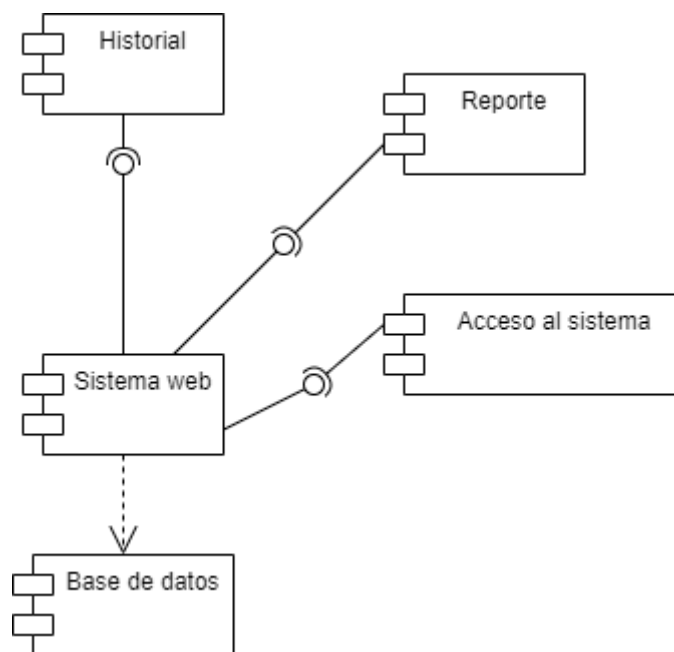 Historial
Reporte
Acceso al sistema
Sistema web
Base de datos